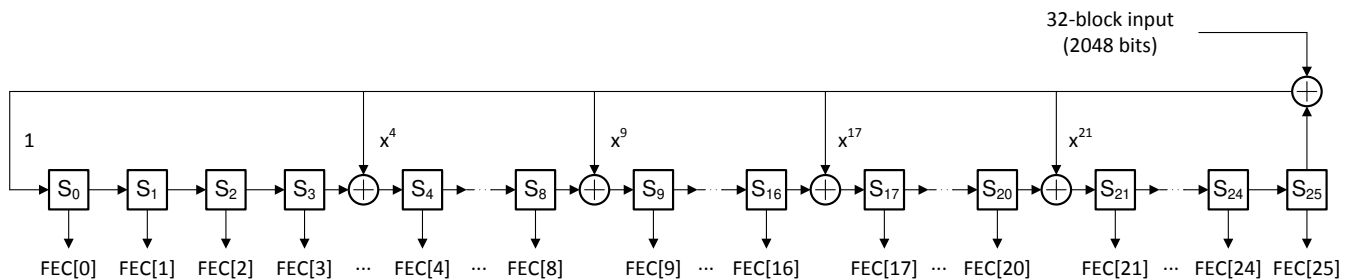 32-block input
(2048 bits)
1 x⁴ x⁹ x¹⁷ x²¹
S₀ S₁ S₂ S₃ S₄ ... S₈ S₉ ... S₁₆ S₁₇ ... S₂₀ S₂₁ ... S₂₄ S₂₅
FEC[0] FEC[1] FEC[2] FEC[3] ... FEC[4] ... FEC[8] FEC[9] ... FEC[16] FEC[17] ... FEC[20] FEC[21] ... FEC[24] FEC[25]